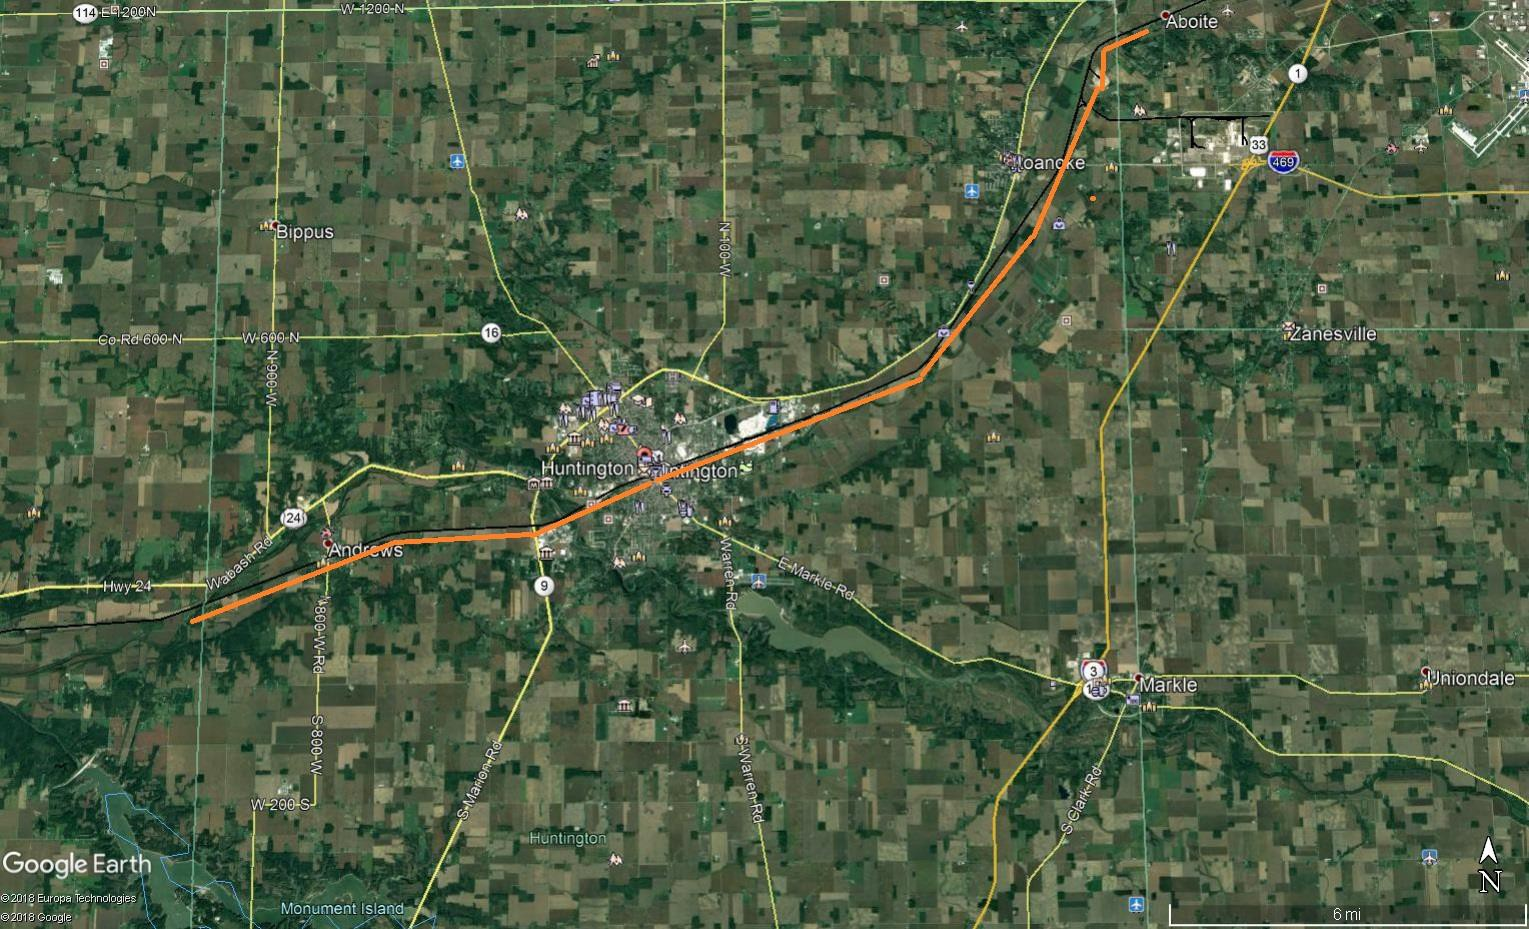 114
E 1200N
W 1200 N
Aboite
1
33
469
Roanoke
Bippus
N 100 W
16
Co Rd 600 N
W 600 N
Zanesville
N 900 W
Huntington
Huntington
24
Wabash Rd
Andrews
Hwy 24
9
Warren Rd
E Markle Rd
800 W Rd
3
Markle
Uniondale
S 800 W
S Marion Rd
S Warren Rd
S Clark Rd
W 200 S
Huntington
Google Earth
© 2018 Europa Technologies
© 2018 Google
Monument Island
N
6 mi